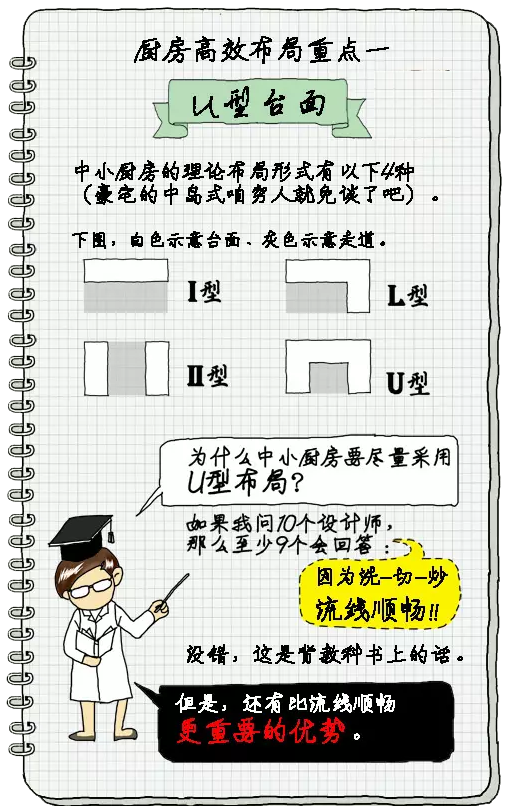 厨房高效布局重点一
U型台面
中小厨房的理论布局形式有以下4种
（豪宅的中岛式咱穷人就免谈了吧）。
下图，白色示意台面、灰色示意走道。
I型
L型
II型
U型
为什么中小厨房要尽量采用
U型布局？
如果我问10个设计师，
那么至少9个会回答：
因为洗-切-炒
流线顺畅!!
没错，这是背教科书上的话。
但是，还有比流线顺畅
更重要的优势。